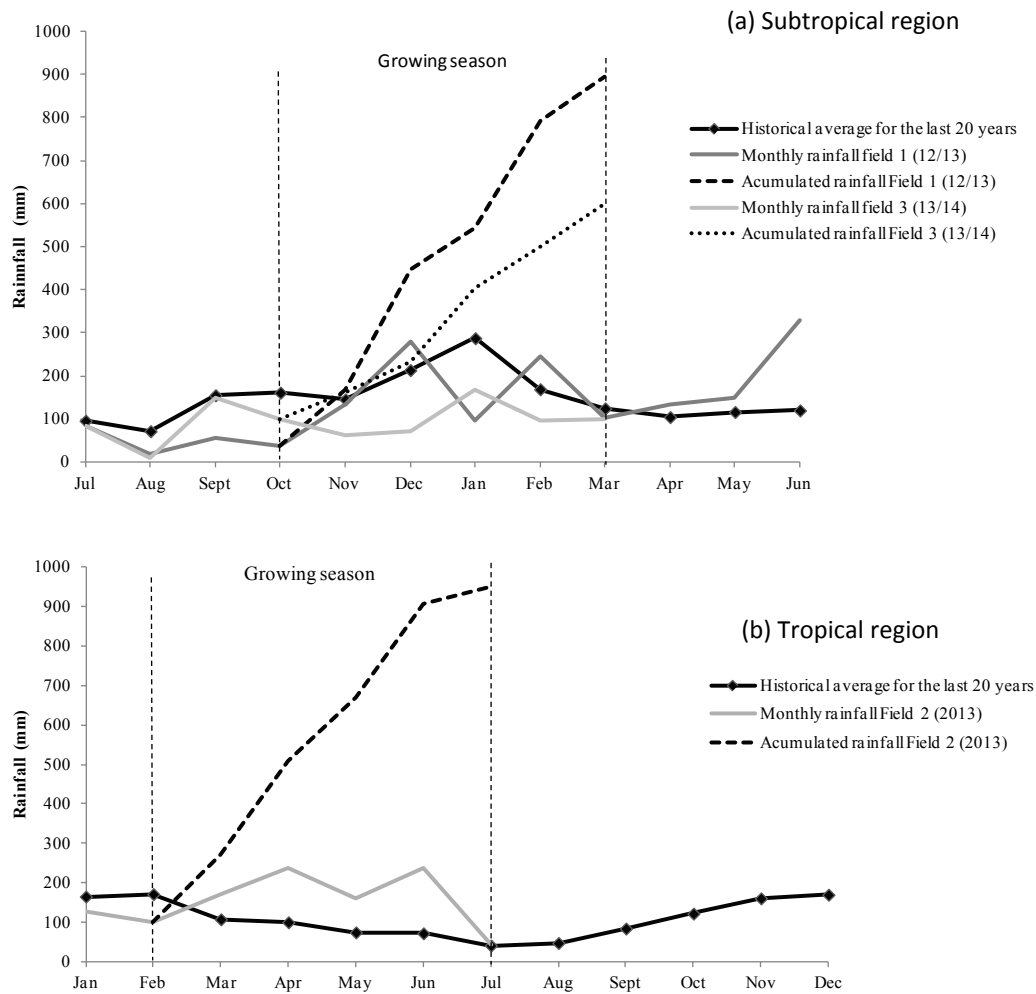 (a) Subtropical region
Growing season
Rainnfall (mm)
1000
900
800
700
600
500
400
300
200
100
0
Jul Aug Sept Oct Nov Dec Jan Feb Mar Apr May Jun
Historical average for the last 20 years
Monthly rainfall field 1 (12/13)
Acumulated rainfall Field 1 (12/13)
Monthly rainfall field 3 (13/14)
Acumulated rainfall Field 3 (13/14)
(b) Tropical region
Growing season
Rainfall (mm)
1000
900
800
700
600
500
400
300
200
100
0
Jan Feb Mar Apr May Jun Jul Aug Sept Oct Nov Dec
Historical average for the last 20 years
Monthly rainfall Field 2 (2013)
Acumulated rainfall Field 2 (2013)